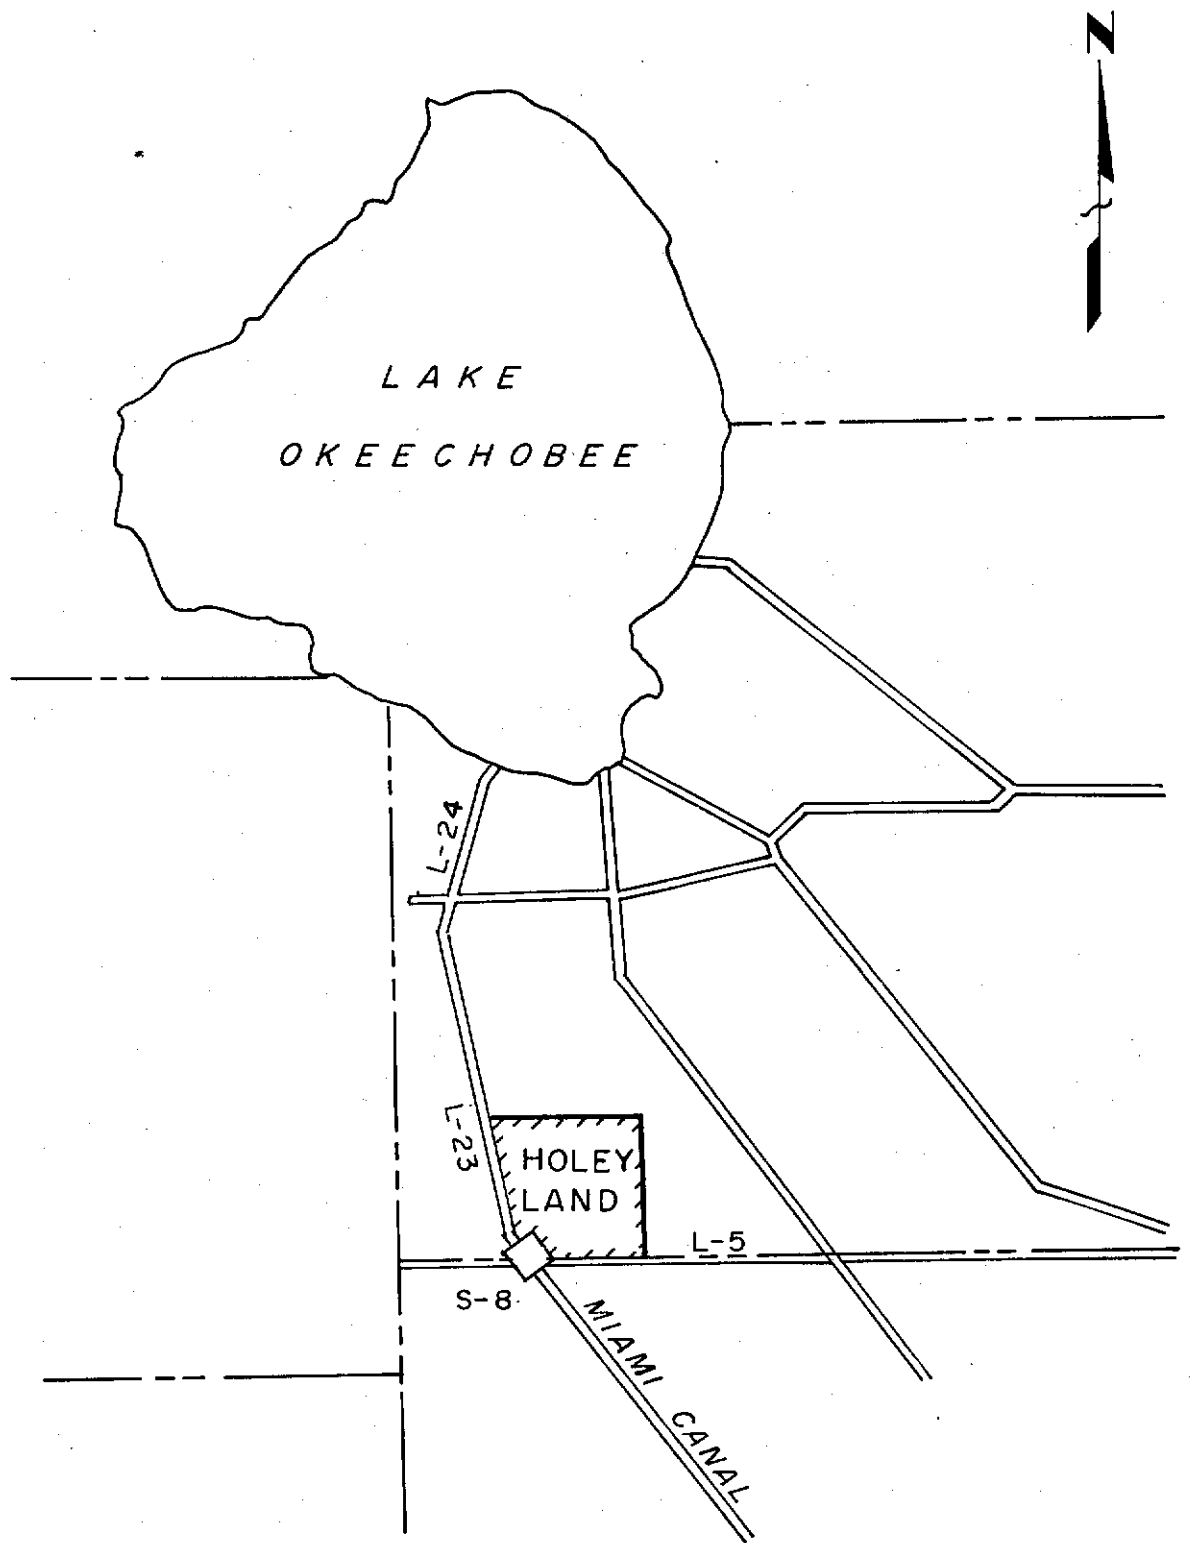 N
LAKE
OKEECHOBEE
L-24
L-23
HOLEY
LAND
L-5
S-8
MIAMI CANAL